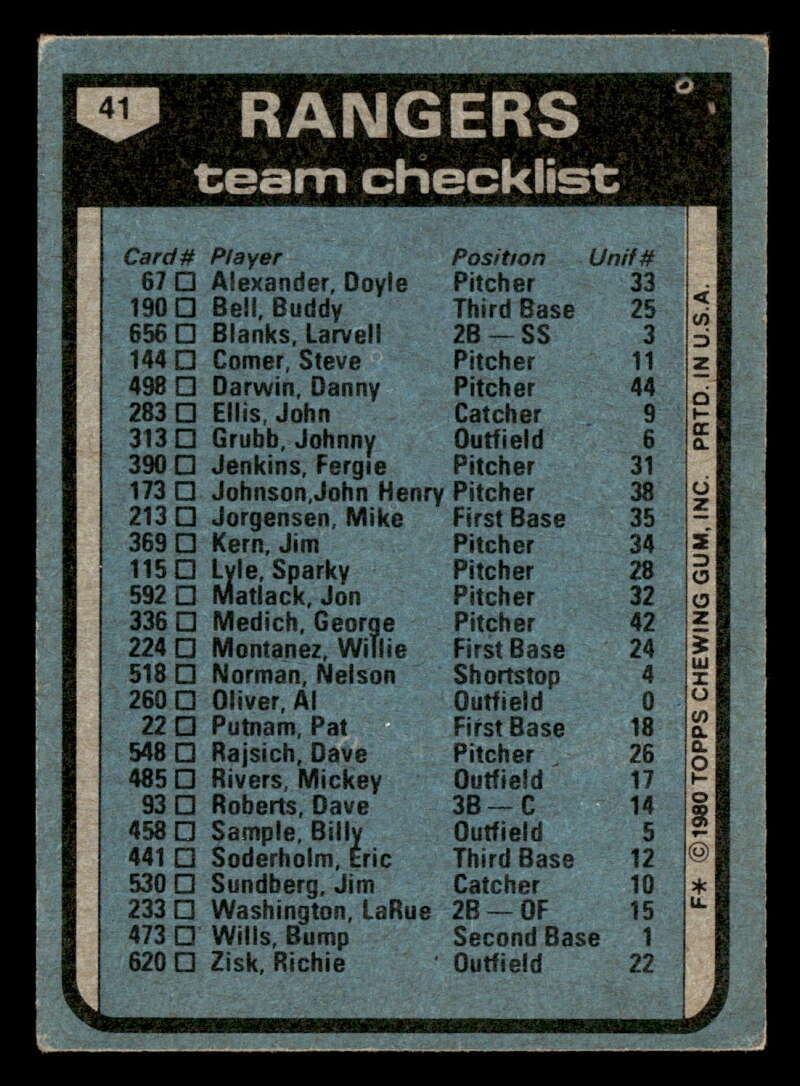 41
RANGERS
team checklist
Card# Player Position Unif#
67 □ Alexander, Doyle Pitcher 33
190 □ Bell, Buddy Third Base 25
656 □ Blanks, Larvell 2B — SS 3
144 □ Comer, Steve Pitcher 11
498 □ Darwin, Danny Pitcher 44
283 □ Ellis, John Catcher 9
313 □ Grubb, Johnny Outfield 6
390 □ Jenkins, Fergie Pitcher 31
173 □ Johnson,John Henry Pitcher 38
213 □ Jorgensen, Mike First Base 35
369 □ Kern, Jim Pitcher 34
115 □ Lyle, Sparky Pitcher 28
592 □ Matlack, Jon Pitcher 32
336 □ Medich, George Pitcher 42
224 □ Montanez, Willie First Base 24
518 □ Norman, Nelson Shortstop 4
260 □ Oliver, Al Outfield 0
22 □ Putnam, Pat First Base 18
548 □ Rajsich, Dave Pitcher 26
485 □ Rivers, Mickey Outfield 17
93 □ Roberts, Dave 3B — C 14
458 □ Sample, Billy Outfield 5
441 □ Soderholm, Eric Third Base 12
530 □ Sundberg, Jim Catcher 10
233 □ Washington, LaRue 2B — OF 15
473 □ Wills, Bump Second Base 1
620 □ Zisk, Richie Outfield 22
F* © 1980 TOPPS CHEWING GUM, INC. PRTD. IN U.S.A.